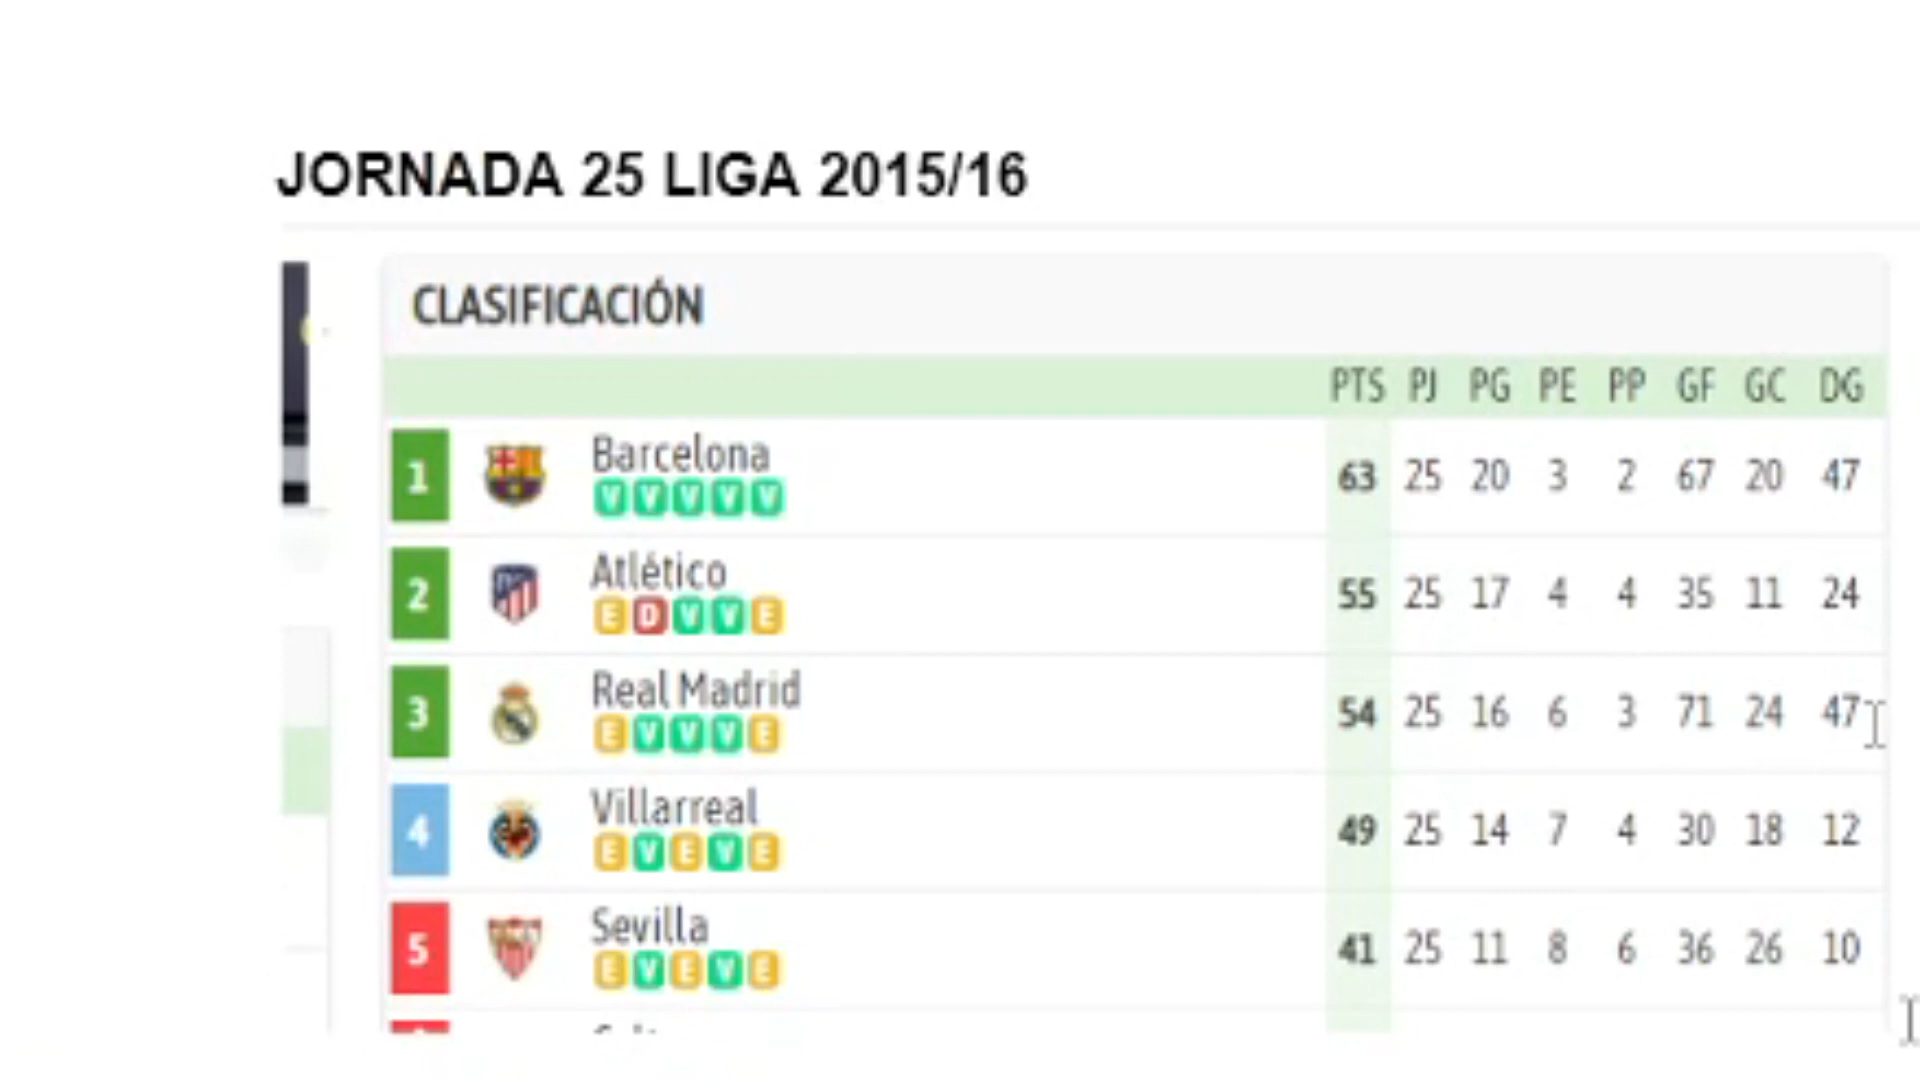 JORNADA 25 LIGA 2015/16
CLASIFICACIÓN
PTS PJ PG PE PP GF GC DG
1 Barcelona 63 25 20 3 2 67 20 47
V V V V V
2 Atlético 55 25 17 4 4 35 11 24
E D V V E
3 Real Madrid 54 25 16 6 3 71 24 47
E V V V E
4 Villarreal 49 25 14 7 4 30 18 12
E V E V E
5 Sevilla 41 25 11 8 6 36 26 10
E V E V E